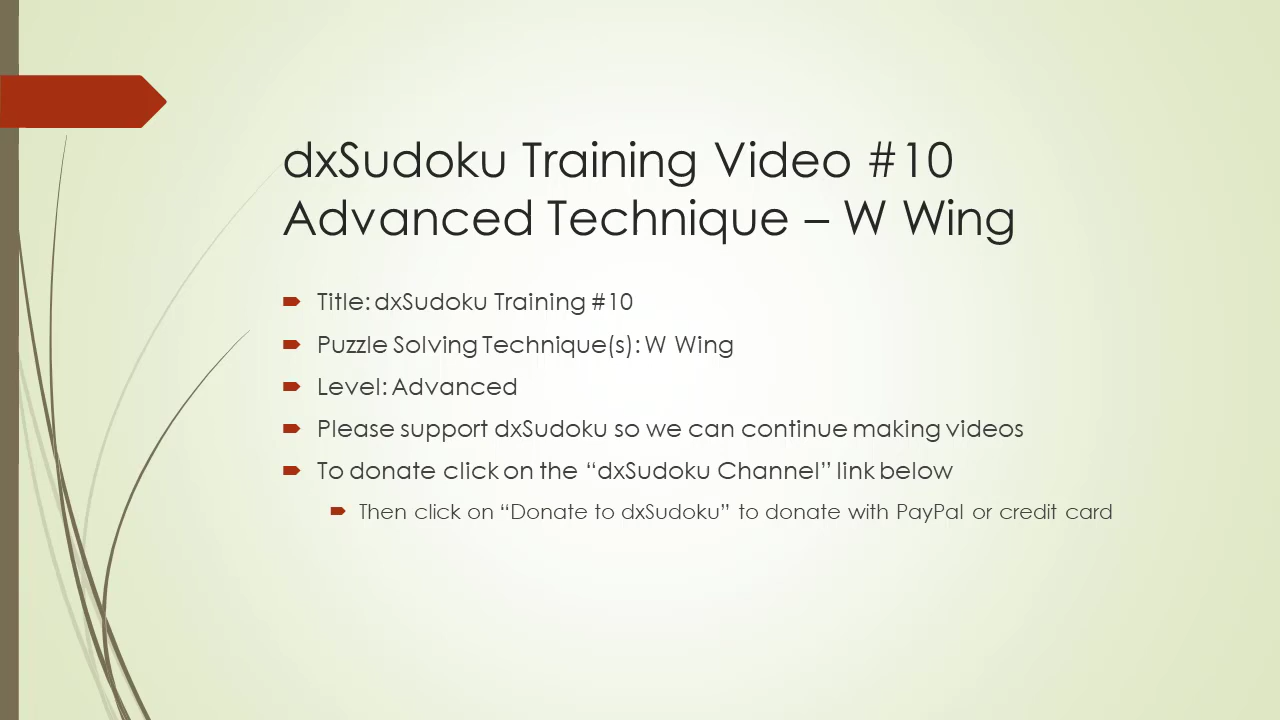 dxSudoku Training Video #10
Advanced Technique – W Wing
Title: dxSudoku Training #10
Puzzle Solving Technique(s): W Wing
Level: Advanced
Please support dxSudoku so we can continue making videos
To donate click on the “dxSudoku Channel” link below
Then click on “Donate to dxSudoku” to donate with PayPal or credit card